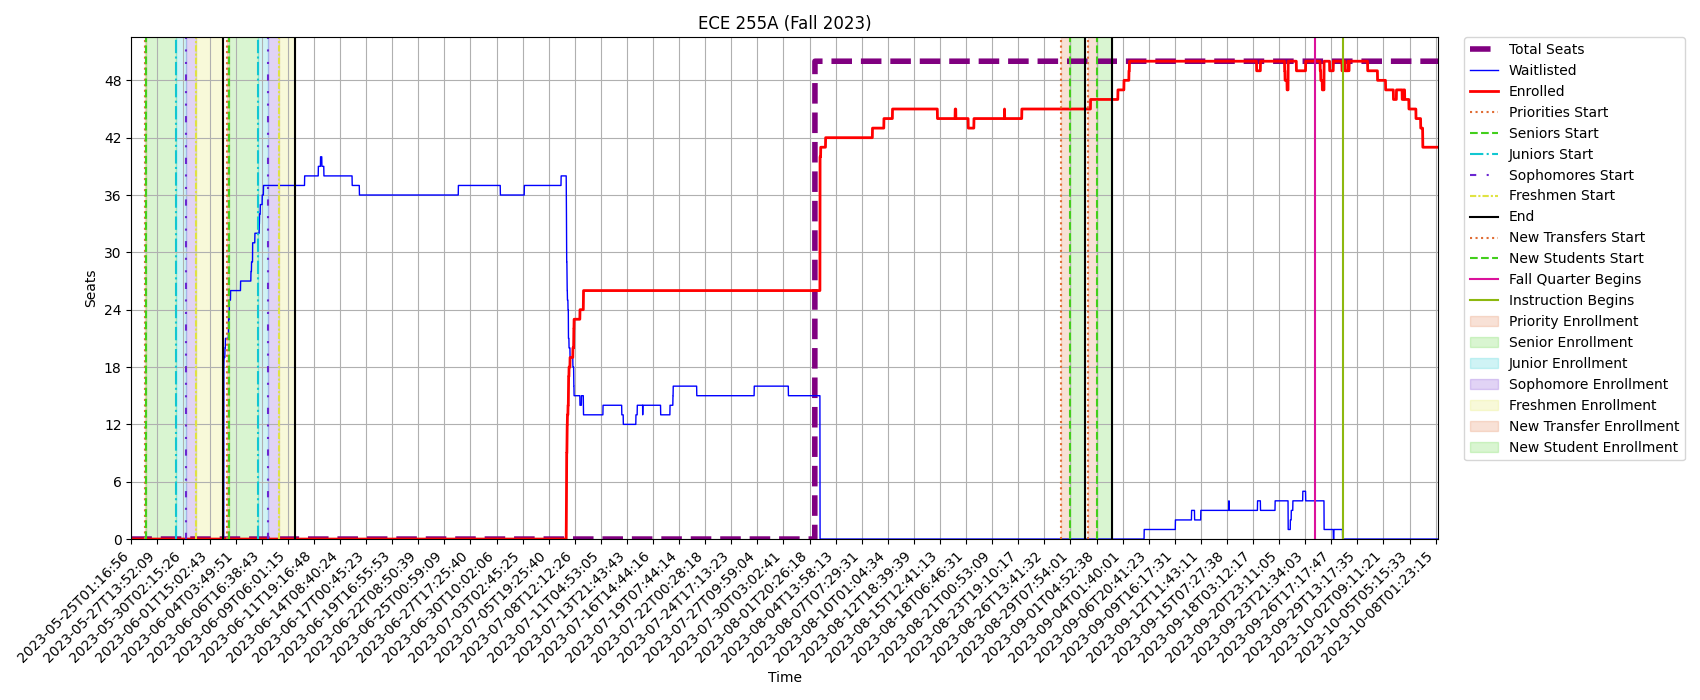 ECE 255A (Fall 2023)
Seats
48
42
36
30
24
18
12
6
0
2023-05-25T01:16:56
2023-05-27T13:52:09
2023-05-30T02:15:26
2023-06-01T15:02:43
2023-06-04T03:49:51
2023-06-06T16:38:43
2023-06-09T06:01:15
2023-06-11T19:16:48
2023-06-14T08:40:24
2023-06-17T00:45:23
2023-06-19T16:55:53
2023-06-22T08:50:39
2023-06-25T00:59:09
2023-06-27T17:25:40
2023-06-30T10:02:06
2023-07-03T02:45:25
2023-07-05T19:25:40
2023-07-08T12:12:26
2023-07-11T04:53:05
2023-07-13T21:43:43
2023-07-16T14:44:16
2023-07-19T07:44:14
2023-07-22T00:28:18
2023-07-24T17:13:23
2023-07-27T09:59:04
2023-07-30T03:02:41
2023-08-01T20:26:18
2023-08-04T13:58:13
2023-08-07T07:29:31
2023-08-10T01:04:34
2023-08-12T18:39:39
2023-08-15T12:41:13
2023-08-18T06:46:31
2023-08-21T00:53:09
2023-08-23T19:10:17
2023-08-26T13:41:32
2023-08-29T07:54:01
2023-09-01T04:52:38
2023-09-04T01:40:01
2023-09-06T20:41:23
2023-09-09T16:17:31
2023-09-12T11:43:11
2023-09-15T07:27:38
2023-09-18T03:12:17
2023-09-20T23:11:05
2023-09-23T21:34:03
2023-09-26T17:17:47
2023-09-29T13:17:35
2023-10-02T09:11:21
2023-10-05T05:15:33
2023-10-08T01:23:15
Time
Total Seats
Waitlisted
Enrolled
Priorities Start
Seniors Start
Juniors Start
Sophomores Start
Freshmen Start
End
New Transfers Start
New Students Start
Fall Quarter Begins
Instruction Begins
Priority Enrollment
Senior Enrollment
Junior Enrollment
Sophomore Enrollment
Freshmen Enrollment
New Transfer Enrollment
New Student Enrollment